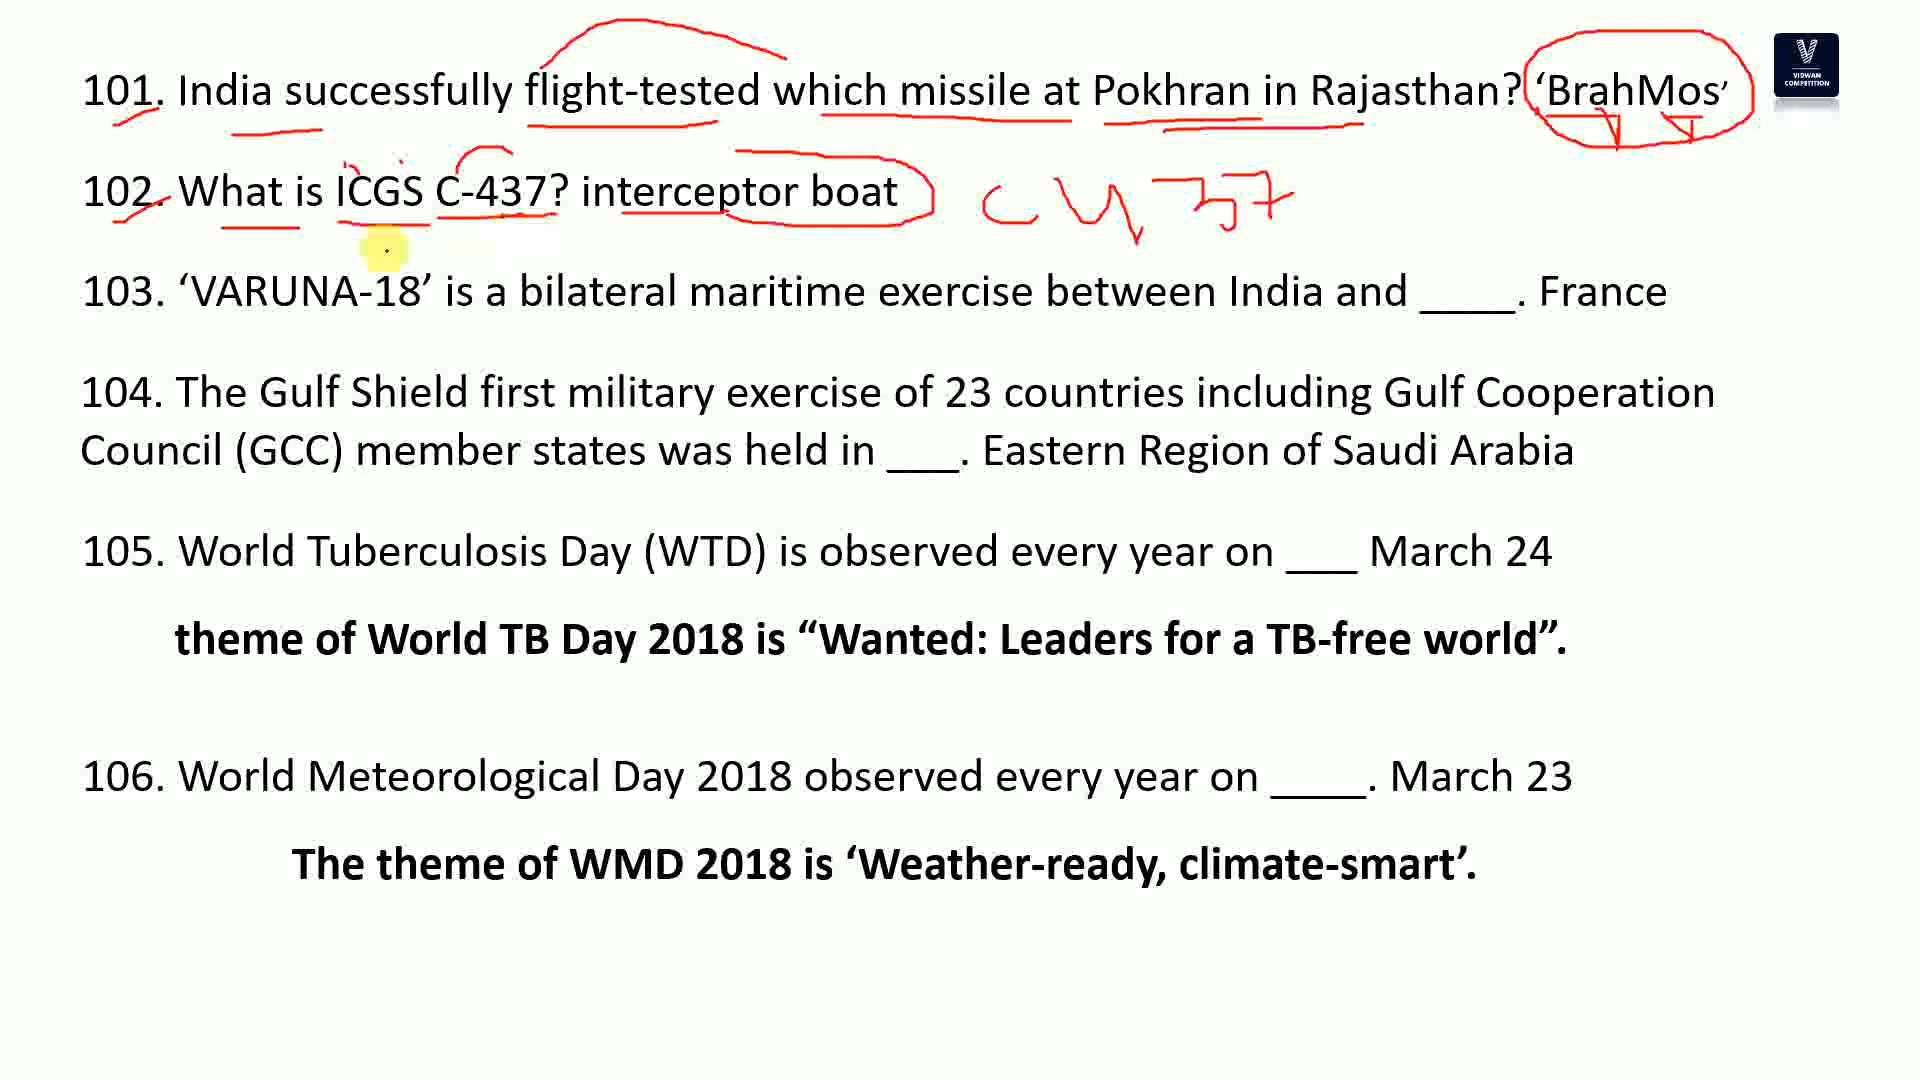 101. India successfully flight-tested which missile at Pokhran in Rajasthan? ‘BrahMos’
VIDWAN
COMPETITION
102. What is ICGS C-437? interceptor boat C 4 37
103. ‘VARUNA-18’ is a bilateral maritime exercise between India and ____. France
104. The Gulf Shield first military exercise of 23 countries including Gulf Cooperation
Council (GCC) member states was held in ___. Eastern Region of Saudi Arabia
105. World Tuberculosis Day (WTD) is observed every year on ___ March 24
theme of World TB Day 2018 is “Wanted: Leaders for a TB-free world”.
106. World Meteorological Day 2018 observed every year on ____. March 23
The theme of WMD 2018 is ‘Weather-ready, climate-smart’.